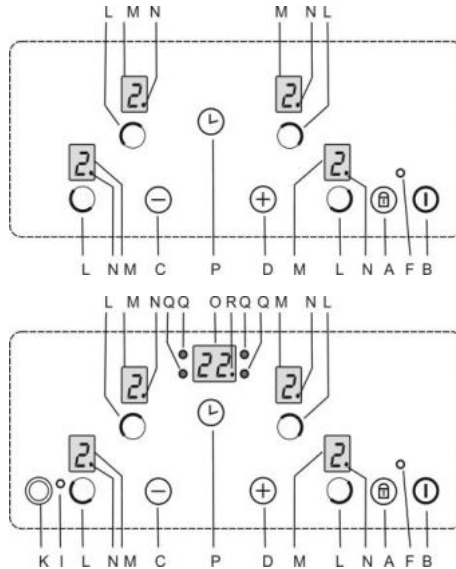 L M N M N L
2. 2.
2. 2.
L N M C P D M L N A F B
L M N Q Q O R Q Q M N L
22.
2. 2.
2. 2.
K I L N M C P D M L N A F B